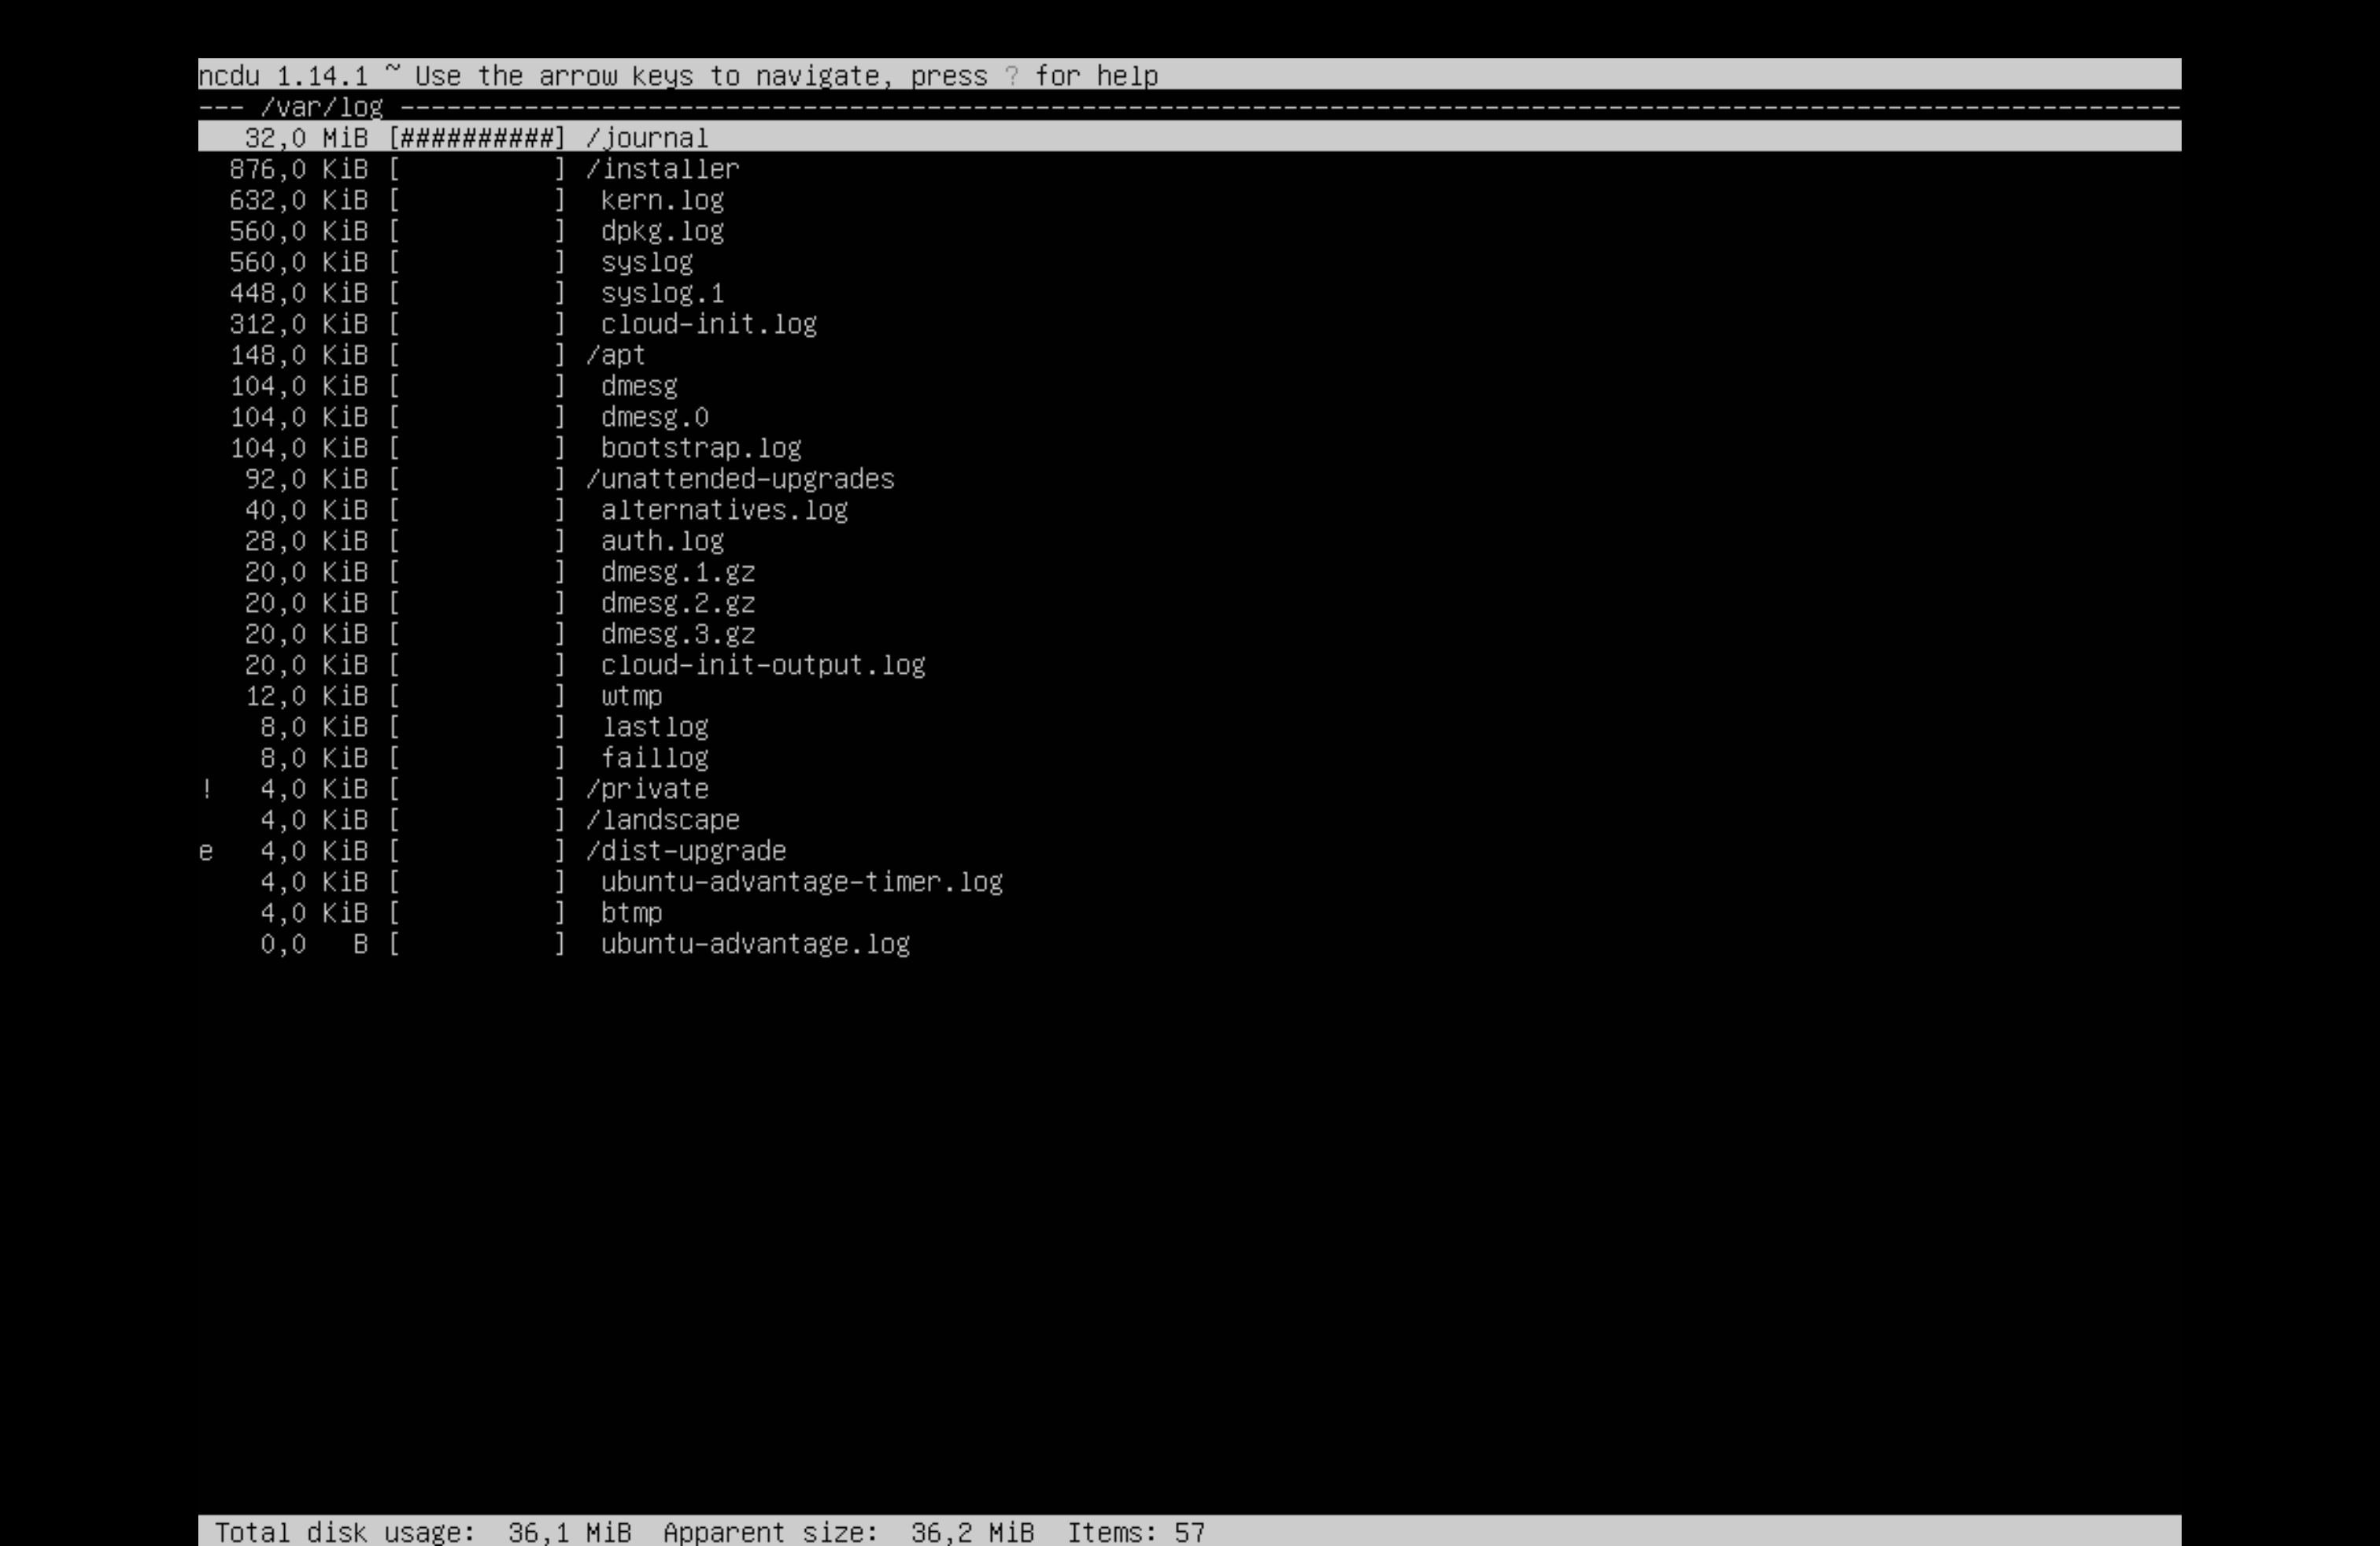 ncdu 1.14.1 ~ Use the arrow keys to navigate, press ? for help
--- /var/log -------------------------------------------------------------------------------------------------------------------
   32,0 MiB [##########] /journal
  876,0 KiB [          ] /installer
  632,0 KiB [          ]  kern.log
  560,0 KiB [          ]  dpkg.log
  560,0 KiB [          ]  syslog
  448,0 KiB [          ]  syslog.1
  312,0 KiB [          ]  cloud-init.log
  148,0 KiB [          ] /apt
  104,0 KiB [          ]  dmesg
  104,0 KiB [          ]  dmesg.0
  104,0 KiB [          ]  bootstrap.log
   92,0 KiB [          ] /unattended-upgrades
   40,0 KiB [          ]  alternatives.log
   28,0 KiB [          ]  auth.log
   20,0 KiB [          ]  dmesg.1.gz
   20,0 KiB [          ]  dmesg.2.gz
   20,0 KiB [          ]  dmesg.3.gz
   20,0 KiB [          ]  cloud-init-output.log
   12,0 KiB [          ]  wtmp
    8,0 KiB [          ]  lastlog
    8,0 KiB [          ]  faillog
!   4,0 KiB [          ] /private
    4,0 KiB [          ] /landscape
e   4,0 KiB [          ] /dist-upgrade
    4,0 KiB [          ]  ubuntu-advantage-timer.log
    4,0 KiB [          ]  btmp
    0,0   B [          ]  ubuntu-advantage.log
 Total disk usage:  36,1 MiB  Apparent size:  36,2 MiB  Items: 57